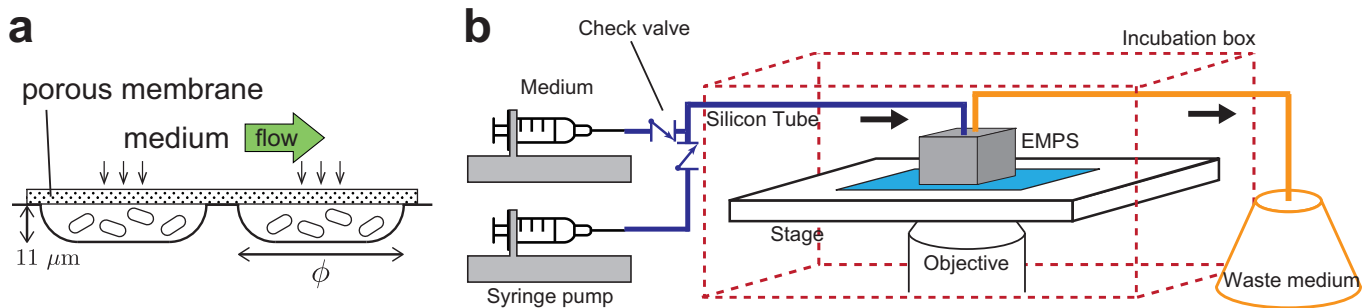 a
porous membrane
medium
flow
11 μm
ϕ
b
Check valve
Medium
Incubation box
Silicon Tube
EMPS
Stage
Objective
Syringe pump
Waste medium